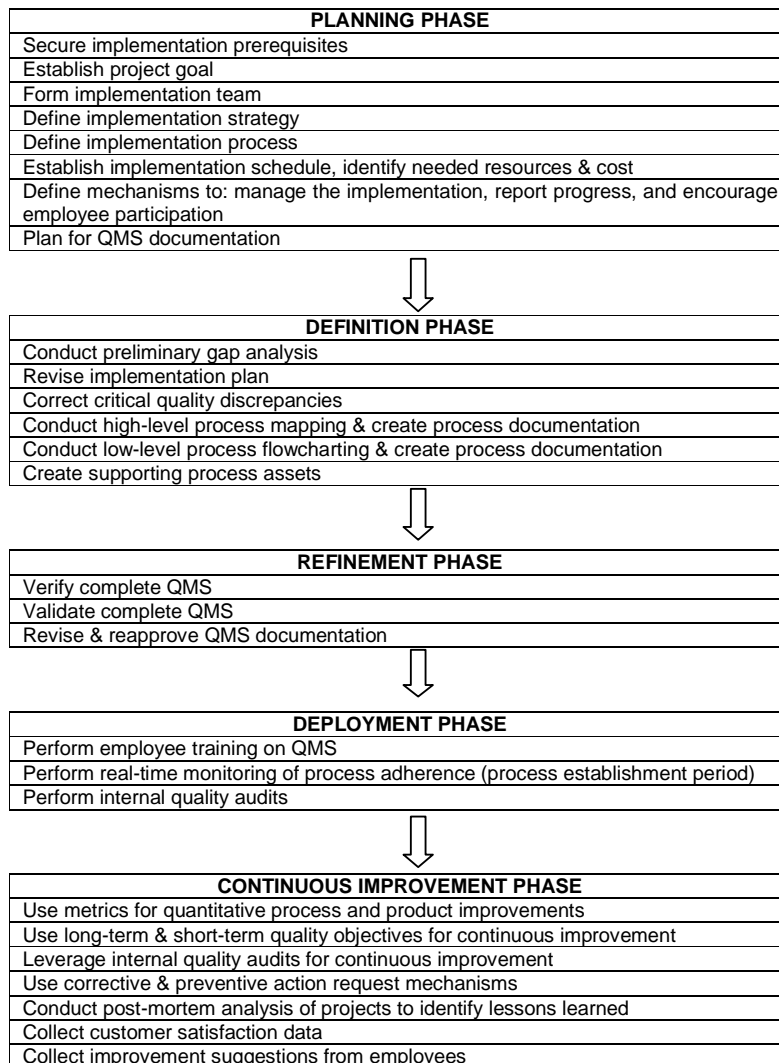 PLANNING PHASE
Secure implementation prerequisites
Establish project goal
Form implementation team
Define implementation strategy
Define implementation process
Establish implementation schedule, identify needed resources & cost
Define mechanisms to: manage the implementation, report progress, and encourage
employee participation
Plan for QMS documentation
DEFINITION PHASE
Conduct preliminary gap analysis
Revise implementation plan
Correct critical quality discrepancies
Conduct high-level process mapping & create process documentation
Conduct low-level process flowcharting & create process documentation
Create supporting process assets
REFINEMENT PHASE
Verify complete QMS
Validate complete QMS
Revise & reapprove QMS documentation
DEPLOYMENT PHASE
Perform employee training on QMS
Perform real-time monitoring of process adherence (process establishment period)
Perform internal quality audits
CONTINUOUS IMPROVEMENT PHASE
Use metrics for quantitative process and product improvements
Use long-term & short-term quality objectives for continuous improvement
Leverage internal quality audits for continuous improvement
Use corrective & preventive action request mechanisms
Conduct post-mortem analysis of projects to identify lessons learned
Collect customer satisfaction data
Collect improvement suggestions from employees